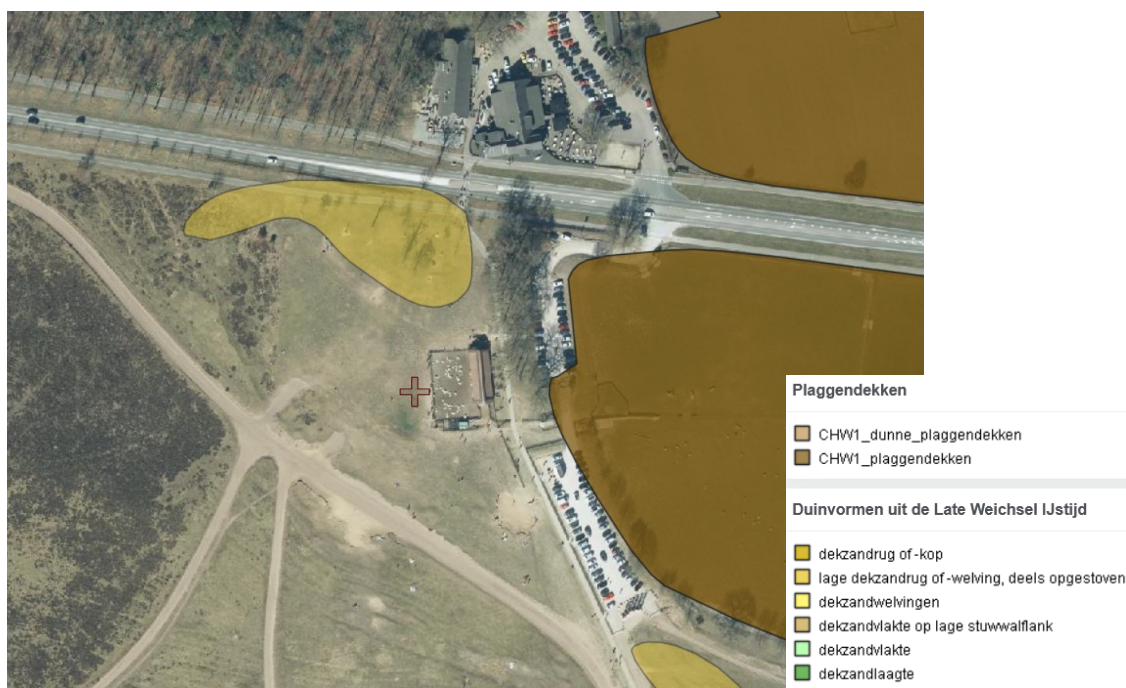 Plaggendekken
CHW1_dunne_plaggendekken
CHW1_plaggendekken
Duinvormen uit de Late Weichsel IJstijd
dekzandrug of -kop
lage dekzandrug of -welving, deels opgestoven
dekzandwelvingen
dekzandvlakte op lage stuwwalflank
dekzandvlakte
dekzandlaagte